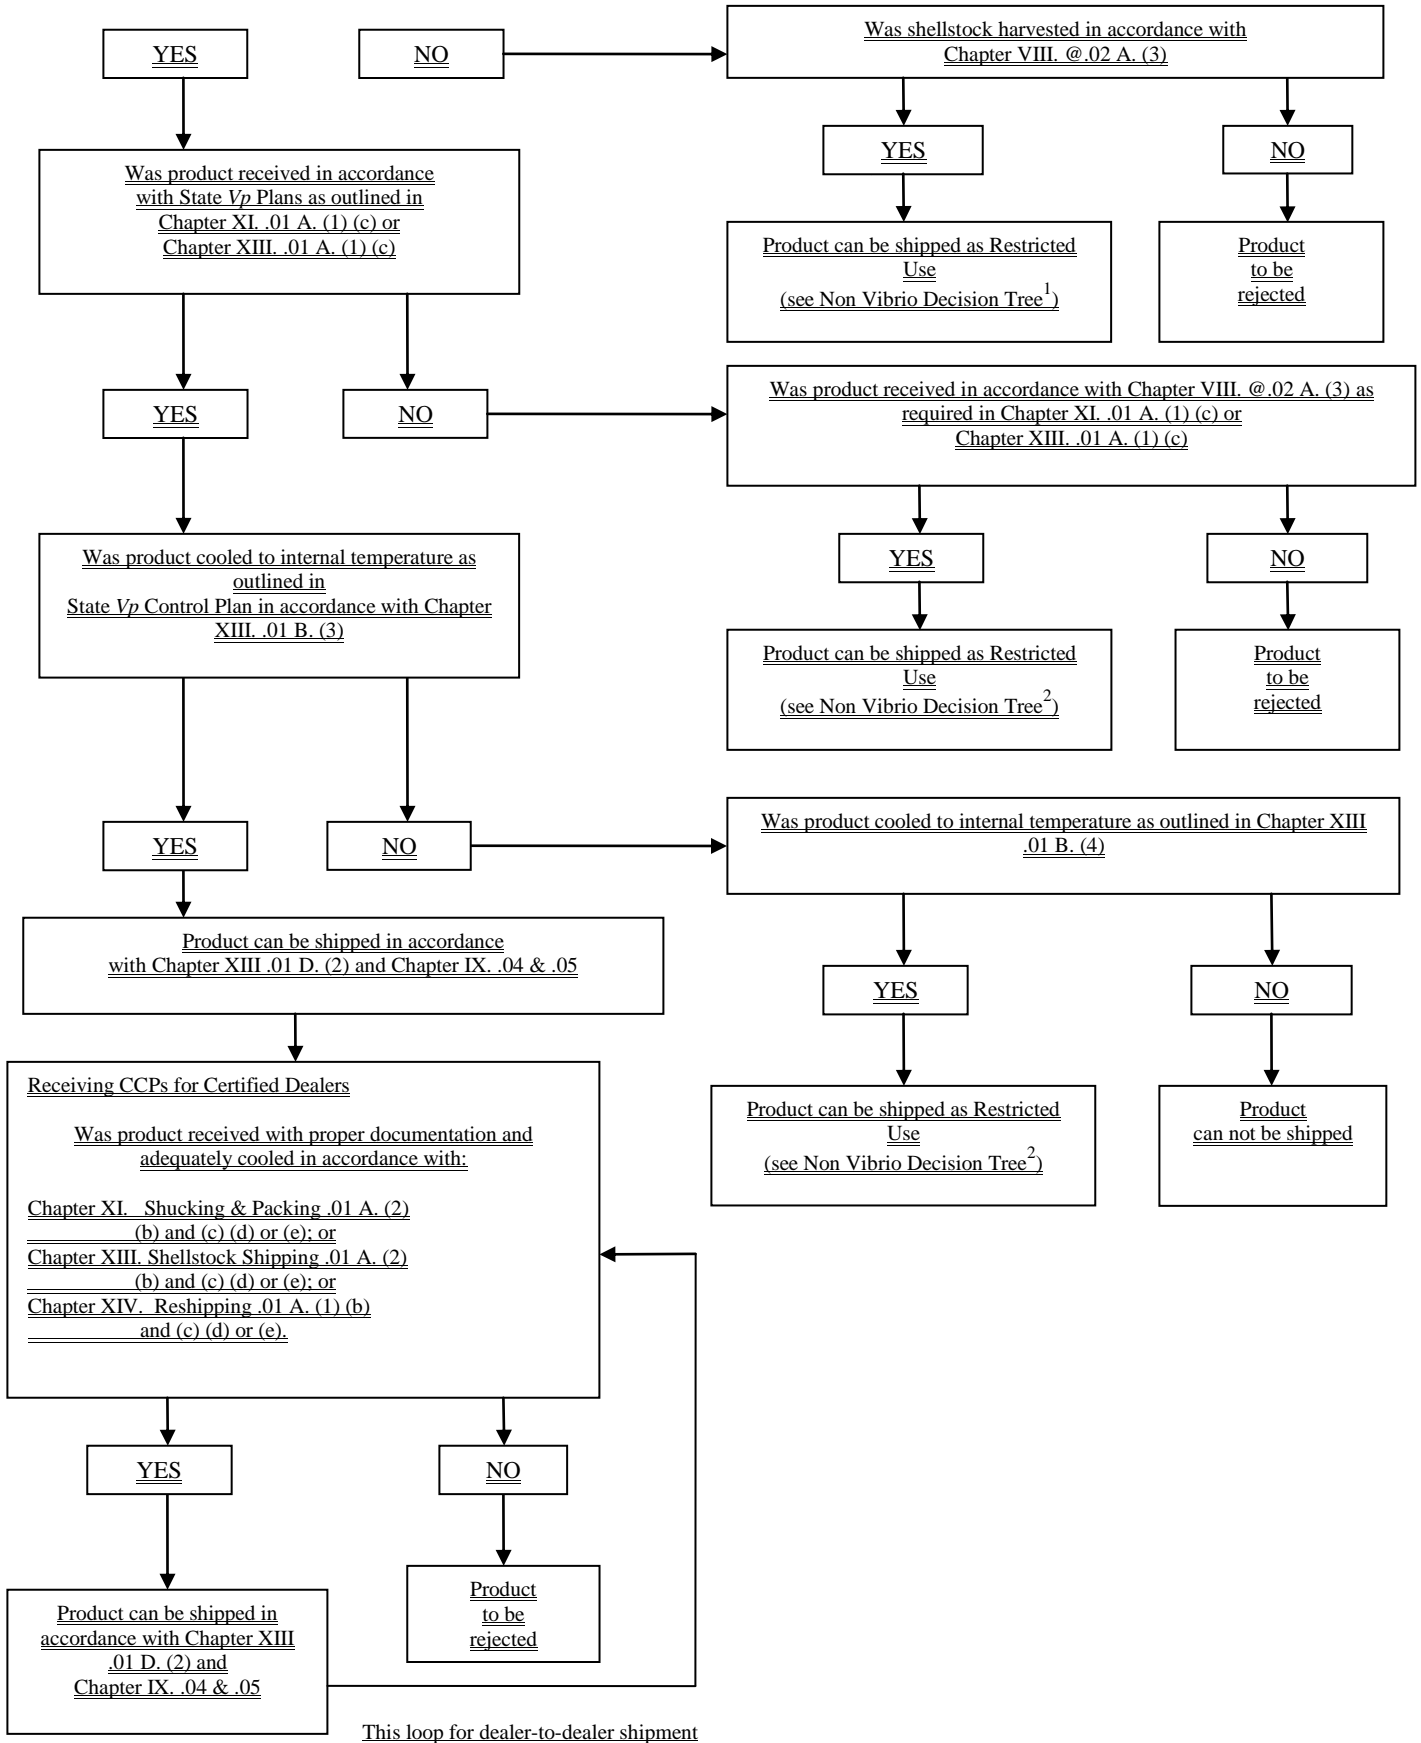 YES
NO
Was shellstock harvested in accordance with
Chapter VIII. @.02 A. (3)
YES
NO
Was product received in accordance
with State Vp Plans as outlined in
Chapter XI. .01 A. (1) (c) or
Chapter XIII. .01 A. (1) (c)
Product can be shipped as Restricted
Use
(see Non Vibrio Decision Tree1)
Product
to be
rejected
YES
NO
Was product received in accordance with Chapter VIII. @.02 A. (3) as
required in Chapter XI. .01 A. (1) (c) or
Chapter XIII. .01 A. (1) (c)
YES
NO
Was product cooled to internal temperature as
outlined in
State Vp Control Plan in accordance with Chapter
XIII. .01 B. (3)
Product can be shipped as Restricted
Use
(see Non Vibrio Decision Tree2)
Product
to be
rejected
YES
NO
Was product cooled to internal temperature as outlined in Chapter XIII
.01 B. (4)
Product can be shipped in accordance
with Chapter XIII .01 D. (2) and Chapter IX. .04 & .05
YES
NO
Product can be shipped as Restricted
Use
(see Non Vibrio Decision Tree2)
Product
can not be shipped
Receiving CCPs for Certified Dealers
Was product received with proper documentation and
adequately cooled in accordance with:
Chapter XI. Shucking & Packing .01 A. (2)
(b) and (c) (d) or (e); or
Chapter XIII. Shellstock Shipping .01 A. (2)
(b) and (c) (d) or (e); or
Chapter XIV. Reshipping .01 A. (1) (b)
and (c) (d) or (e).
YES
NO
Product can be shipped in
accordance with Chapter XIII
.01 D. (2) and
Chapter IX. .04 & .05
Product
to be
rejected
This loop for dealer-to-dealer shipment